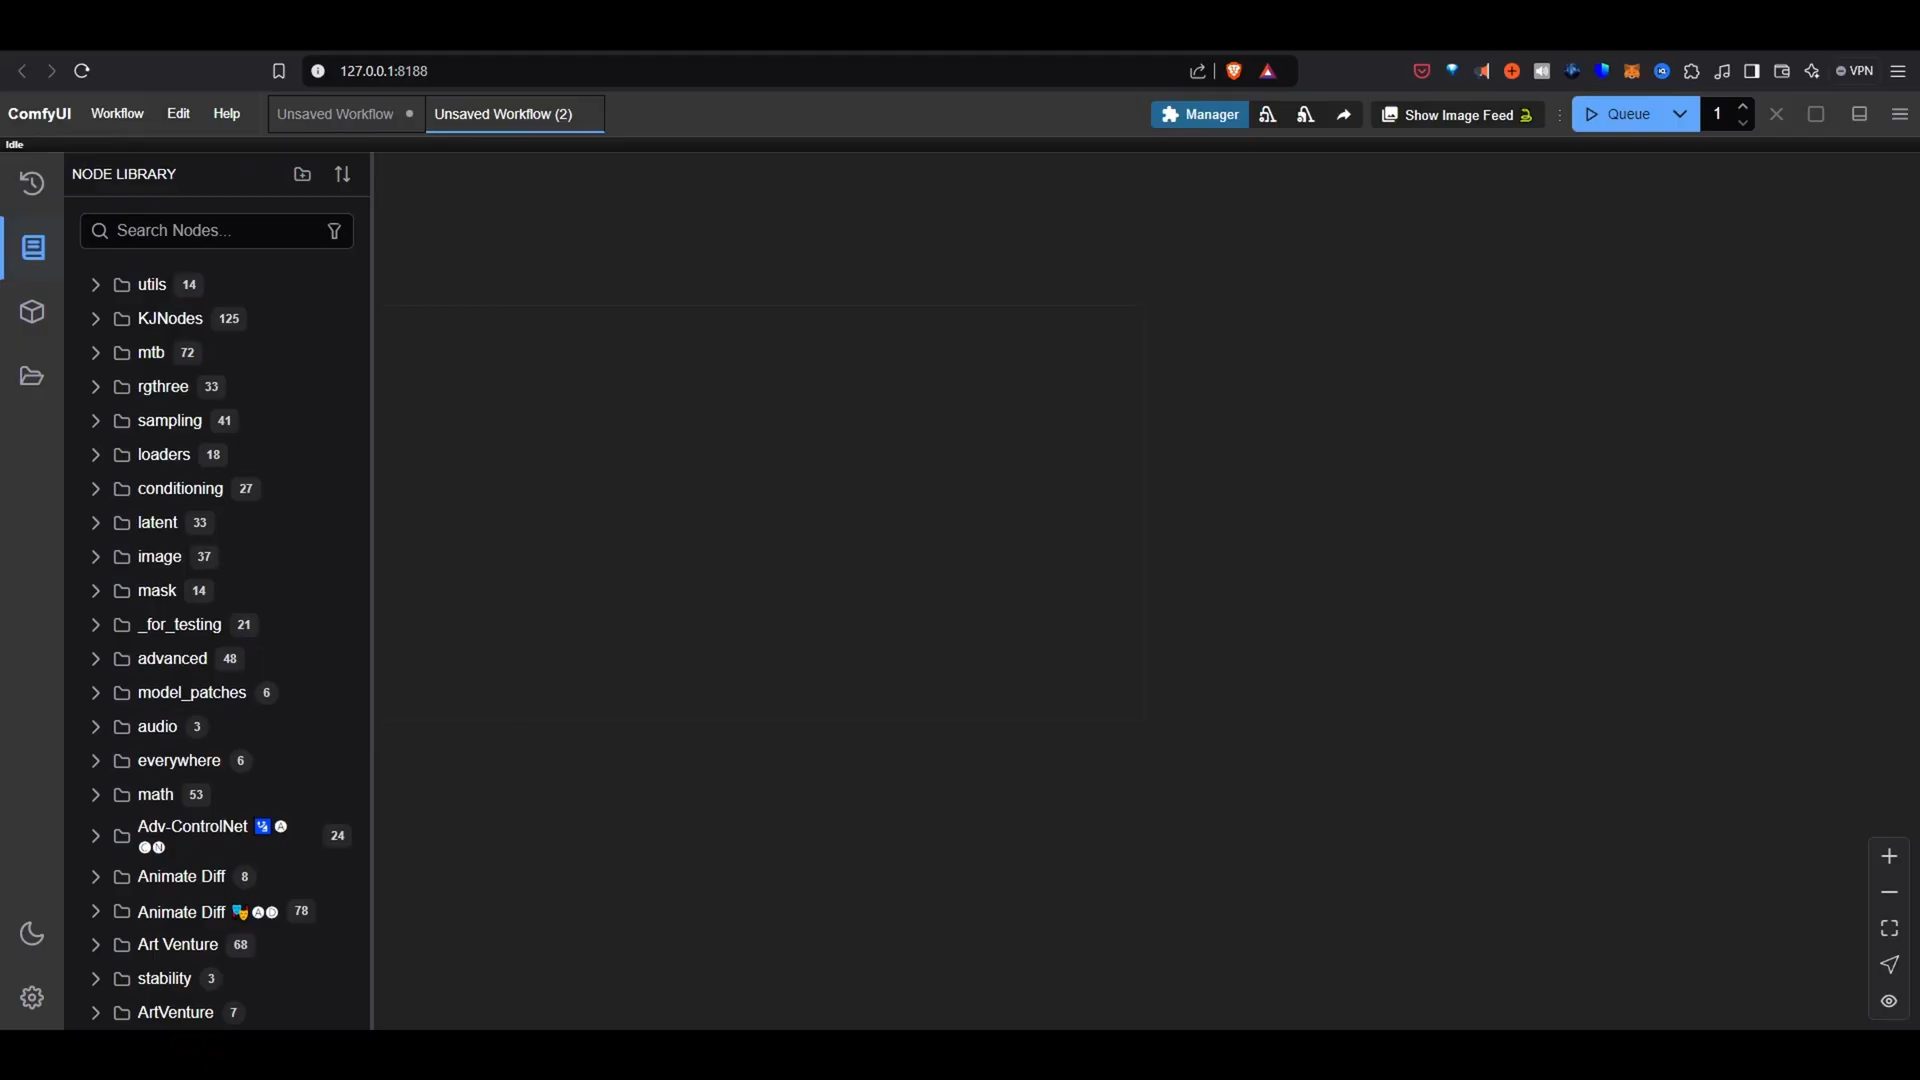 127.0.0.1:8188
VPN
ComfyUI
Workflow
Edit
Help
Unsaved Workflow
Unsaved Workflow (2)
Manager
Show Image Feed
Queue
1
Idle
NODE LIBRARY
Search Nodes...
utils 14
KJNodes 125
mtb 72
rgthree 33
sampling 41
loaders 18
conditioning 27
latent 33
image 37
mask 14
_for_testing 21
advanced 48
model_patches 6
audio 3
everywhere 6
math 53
Adv-ControlNet 🛂🅐
🅒🅝 24
Animate Diff 8
Animate Diff 🎭🅐🅓 78
Art Venture 68
stability 3
ArtVenture 7